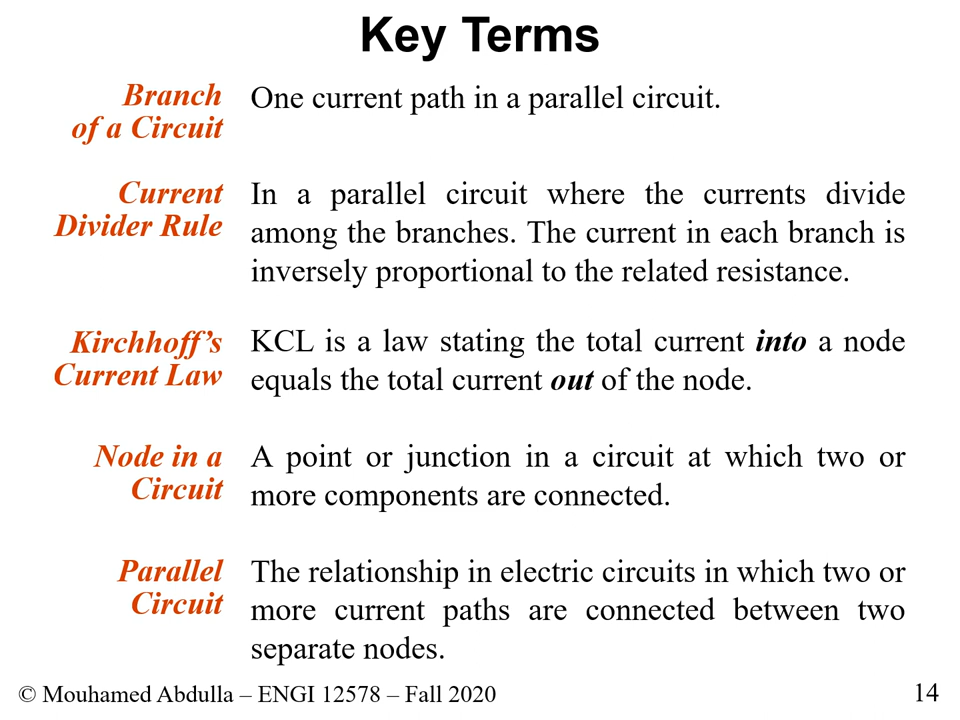 Key Terms
Branch
of a Circuit
One current path in a parallel circuit.
Current
Divider Rule
In a parallel circuit where the currents divide
among the branches. The current in each branch is
inversely proportional to the related resistance.
Kirchhoff's
Current Law
KCL is a law stating the total current into a node
equals the total current out of the node.
Node in a
Circuit
A point or junction in a circuit at which two or
more components are connected.
Parallel
Circuit
The relationship in electric circuits in which two or
more current paths are connected between two
separate nodes.
© Mouhamed Abdulla – ENGI 12578 – Fall 2020
14